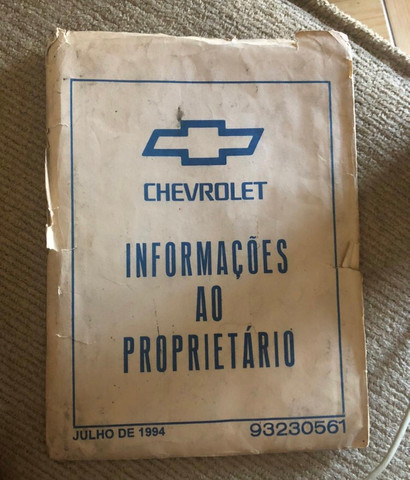 CHEVROLET
INFORMAÇÕES
AO
PROPRIETÁRIO
JULHO DE 1994
93230561